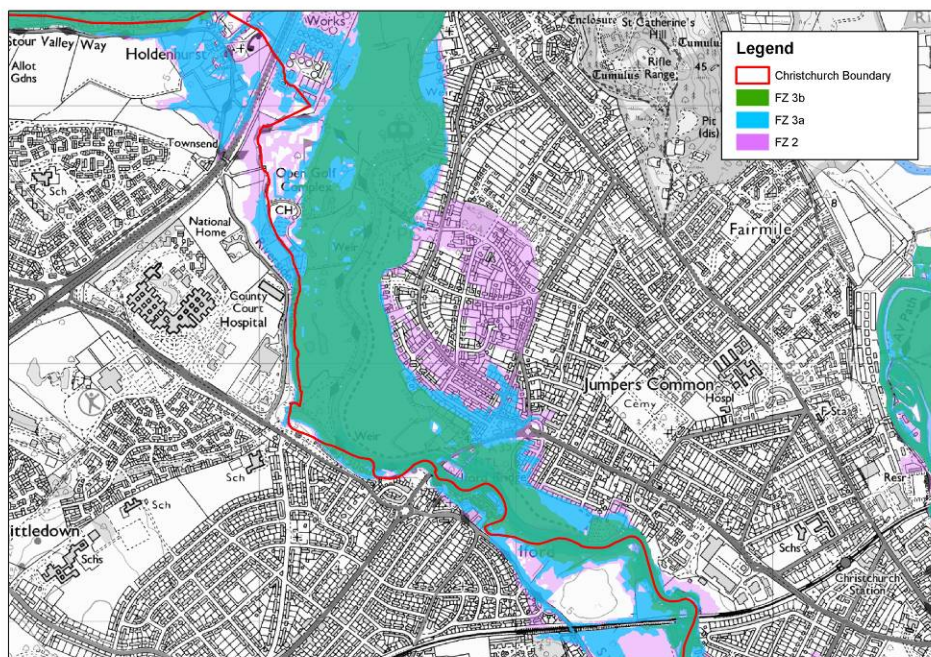 Works
Enclosure
St Catherine's
Hill
Stour Valley
Way
Holdenhurst
Tumulus
Rifle
Range
Tumulus
45
Allot
Gdns
Pit
(dis)
Legend
Christchurch Boundary
FZ 3b
FZ 3a
FZ 2
Townsend
Sch
Open Golf
Complex
CH
National
Home
Weir
8
Fairmile
County
Court
Hospital
Jumpers Common
Cemy
Hospl
F Sta
Weir
Resr
Sch
Sch
ittledown
Schs
Iford
Schs
Christchurch
Station